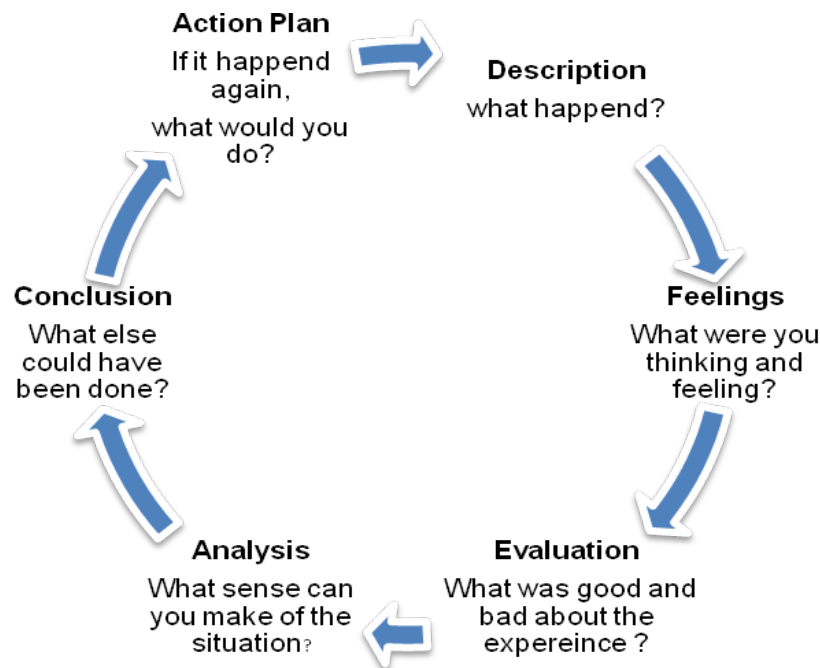 Action Plan
If it happend
again,
what would you
do?
Description
what happend?
Feelings
What were you
thinking and
feeling?
Evaluation
What was good and
bad about the
expereince ?
Analysis
What sense can
you make of the
situation?
Conclusion
What else
could have
been done?